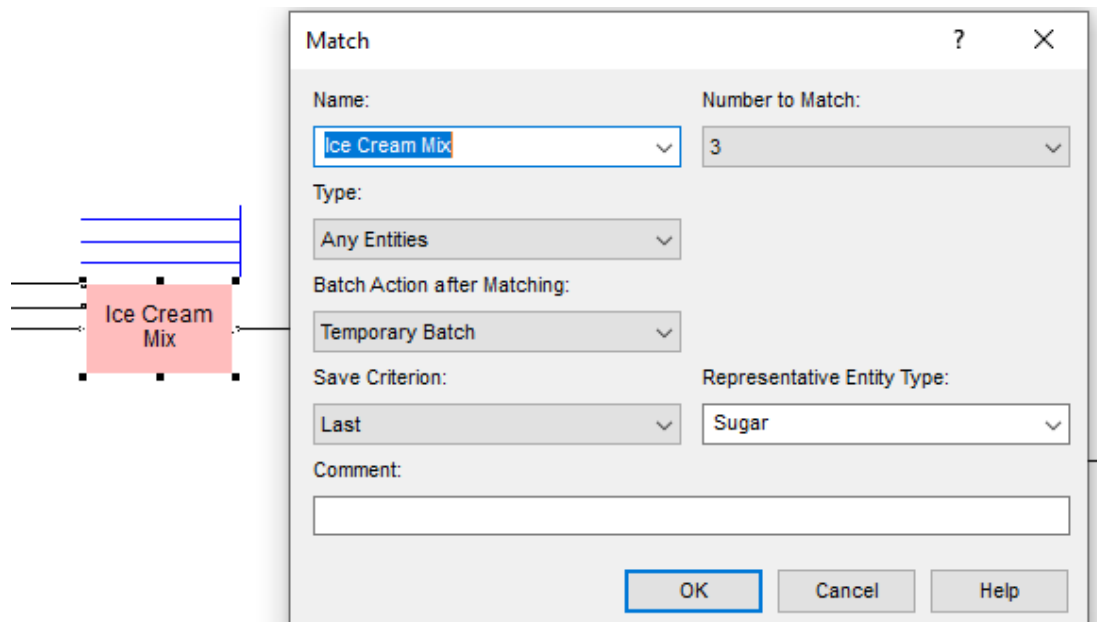 Match
?
Name:
Number to Match:
Ice Cream Mix
3
Type:
Any Entities
Batch Action after Matching:
Temporary Batch
Save Criterion:
Representative Entity Type:
Last
Sugar
Comment:
OK
Cancel
Help
Ice Cream
Mix